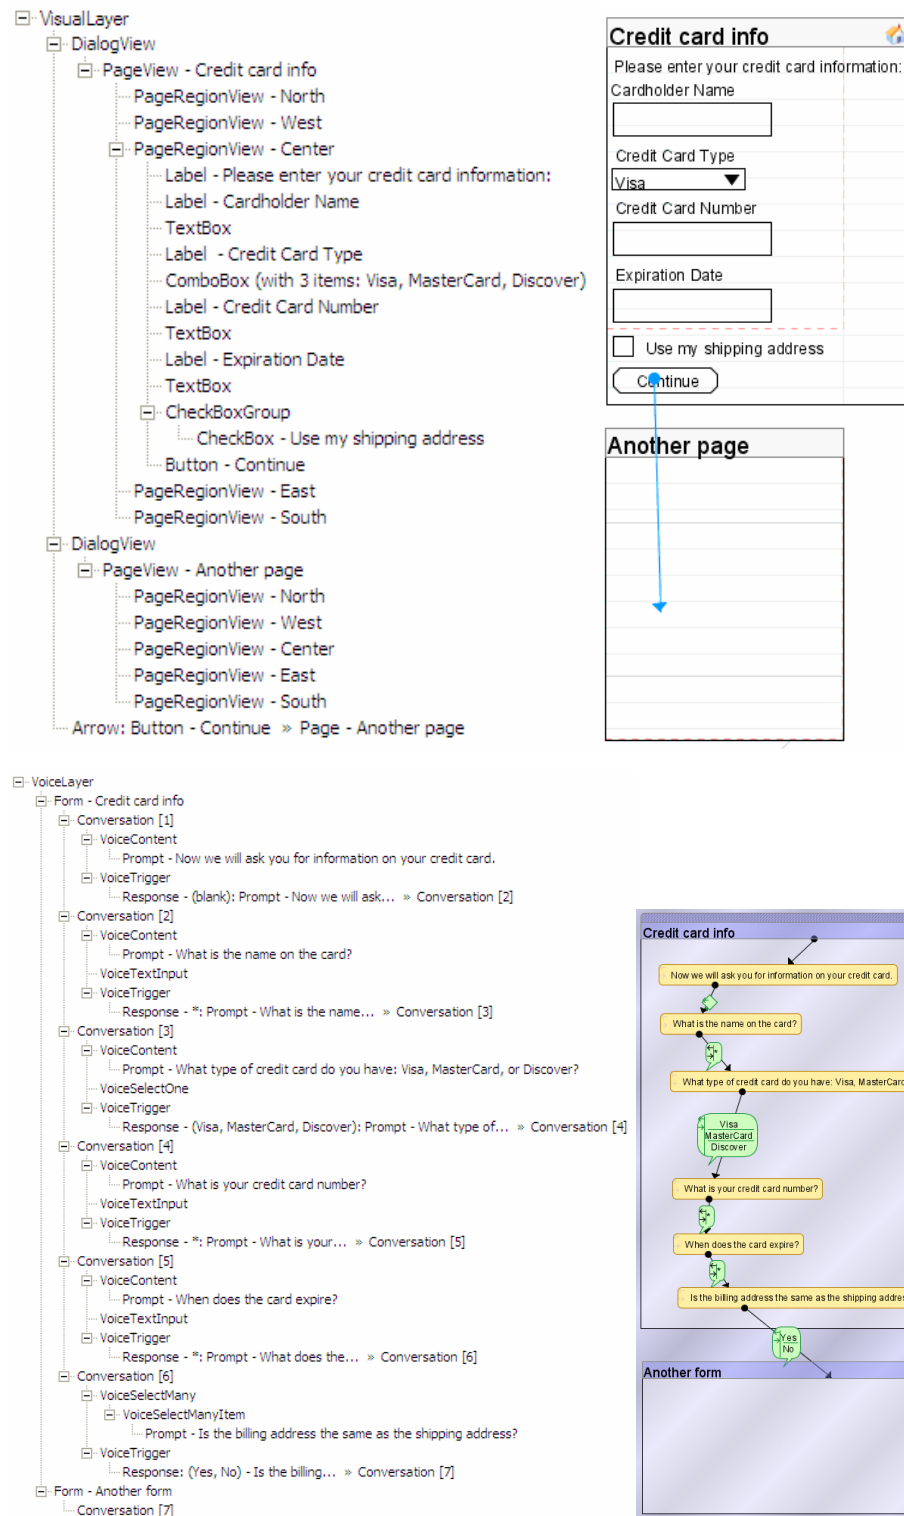 VisualLayer
DialogView
PageView - Credit card info
PageRegionView - North
PageRegionView - West
PageRegionView - Center
Label - Please enter your credit card information:
Label - Cardholder Name
TextBox
Label - Credit Card Type
ComboBox (with 3 items: Visa, MasterCard, Discover)
Label - Credit Card Number
TextBox
Label - Expiration Date
TextBox
CheckBoxGroup
CheckBox - Use my shipping address
Button - Continue
PageRegionView - East
PageRegionView - South
DialogView
PageView - Another page
PageRegionView - North
PageRegionView - West
PageRegionView - Center
PageRegionView - East
PageRegionView - South
Arrow: Button - Continue » Page - Another page
Credit card info
Please enter your credit card information:
Cardholder Name
Credit Card Type
Visa
Credit Card Number
Expiration Date
Use my shipping address
Continue
Another page
VoiceLayer
Form - Credit card info
Conversation [1]
VoiceContent
Prompt - Now we will ask you for information on your credit card.
VoiceTrigger
Response - (blank): Prompt - Now we will ask... » Conversation [2]
Conversation [2]
VoiceContent
Prompt - What is the name on the card?
VoiceTextInput
VoiceTrigger
Response - *: Prompt - What is the name... » Conversation [3]
Conversation [3]
VoiceContent
Prompt - What type of credit card do you have: Visa, MasterCard, or Discover?
VoiceSelectOne
VoiceTrigger
Response - (Visa, MasterCard, Discover): Prompt - What type of... » Conversation [4]
Conversation [4]
VoiceContent
Prompt - What is your credit card number?
VoiceTextInput
VoiceTrigger
Response - *: Prompt - What is your... » Conversation [5]
Conversation [5]
VoiceContent
Prompt - When does the card expire?
VoiceTextInput
VoiceTrigger
Response - *: Prompt - What does the... » Conversation [6]
Conversation [6]
VoiceSelectMany
VoiceSelectManyItem
Prompt - Is the billing address the same as the shipping address?
VoiceTrigger
Response: (Yes, No) - Is the billing... » Conversation [7]
Form - Another form
Conversation [7]
Credit card info
Now we will ask you for information on your credit card.
What is the name on the card?
*
What type of credit card do you have: Visa, MasterCard
Visa
MasterCard
Discover
What is your credit card number?
*
When does the card expire?
*
Is the billing address the same as the shipping addres
Yes
No
Another form